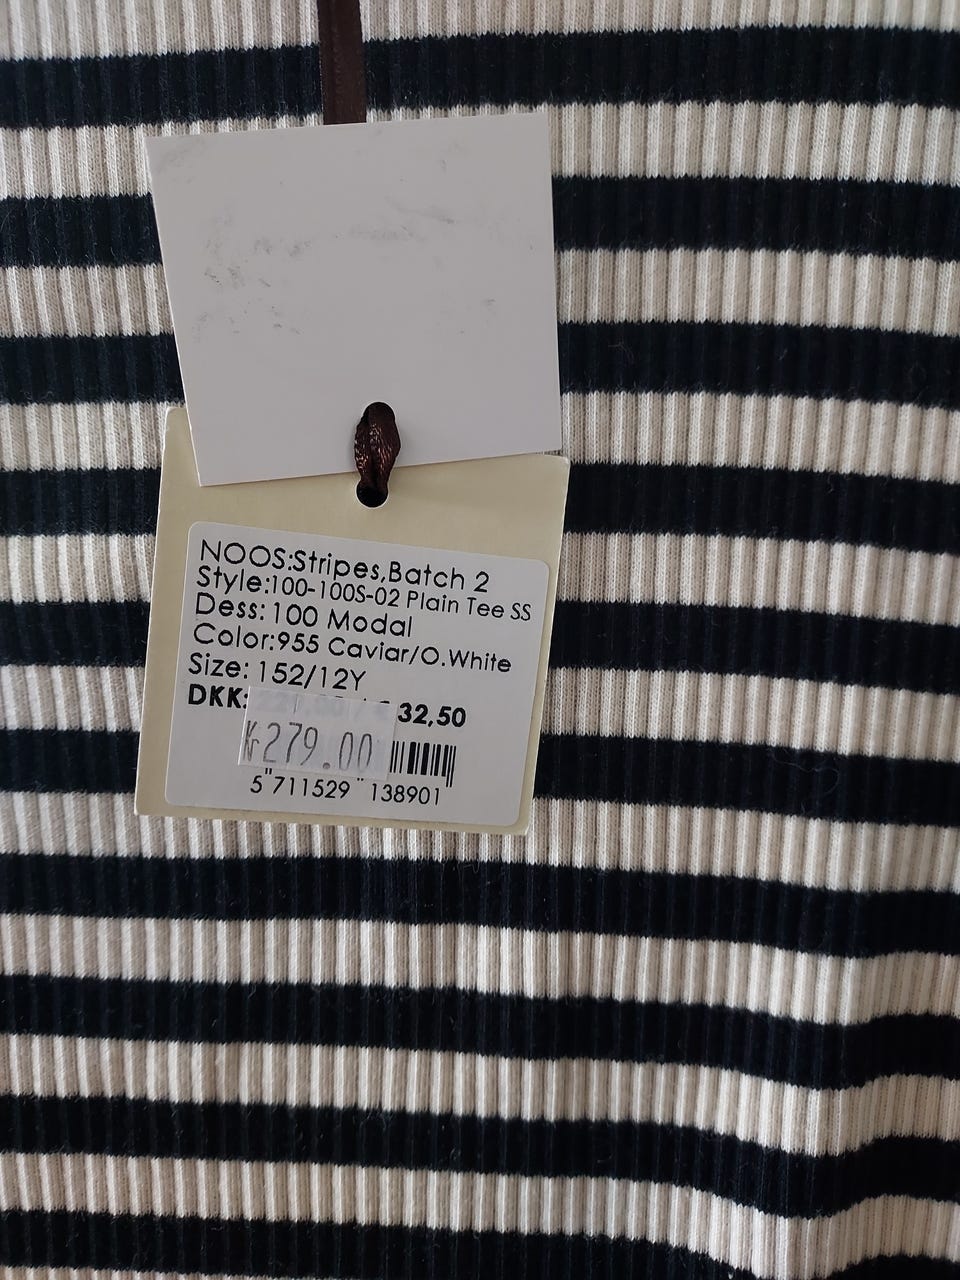 NOOS:Stripes,Batch 2
Style:100-100S-02 Plain Tee SS
Dess: 100 Modal
Color:955 Caviar/O.White
Size: 152/12Y
DKK: 32,50
Kr279.00
5 711529 138901